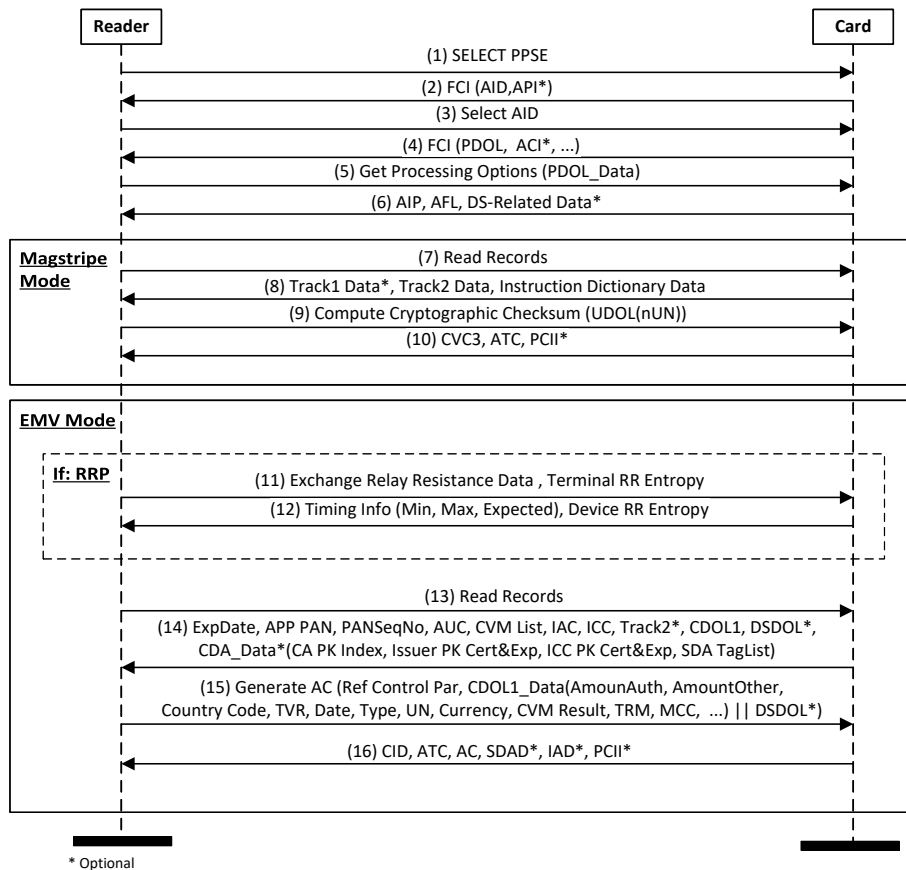 Reader
Card
(1) SELECT PPSE
(2) FCI (AID,API*)
(3) Select AID
(4) FCI (PDOL, ACI*, ...)
(5) Get Processing Options (PDOL_Data)
(6) AIP, AFL, DS-Related Data*
Magstripe
Mode
(7) Read Records
(8) Track1 Data*, Track2 Data, Instruction Dictionary Data
(9) Compute Cryptographic Checksum (UDOL(nUN))
(10) CVC3, ATC, PCII*
EMV Mode
If: RRP
(11) Exchange Relay Resistance Data , Terminal RR Entropy
(12) Timing Info (Min, Max, Expected), Device RR Entropy
(13) Read Records
(14) ExpDate, APP PAN, PANSeqNo, AUC, CVM List, IAC, ICC, Track2*, CDOL1, DSDOL*,
CDA_Data*(CA PK Index, Issuer PK Cert&Exp, ICC PK Cert&Exp, SDA TagList)
(15) Generate AC (Ref Control Par, CDOL1_Data(AmounAuth, AmountOther,
Country Code, TVR, Date, Type, UN, Currency, CVM Result, TRM, MCC, ...) || DSDOL*)
(16) CID, ATC, AC, SDAD*, IAD*, PCII*
* Optional